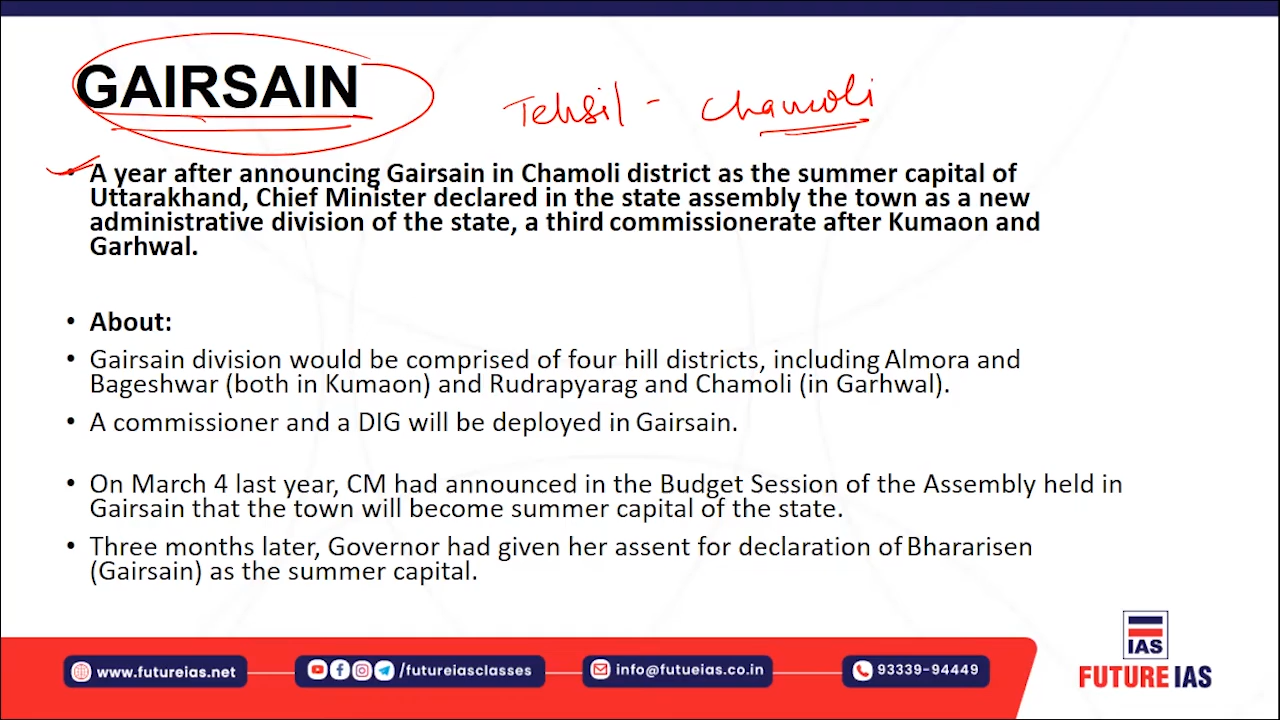 GAIRSAIN
Tehsil - Chamoli
• A year after announcing Gairsain in Chamoli district as the summer capital of
Uttarakhand, Chief Minister declared in the state assembly the town as a new
administrative division of the state, a third commissionerate after Kumaon and
Garhwal.
• About:
• Gairsain division would be comprised of four hill districts, including Almora and
Bageshwar (both in Kumaon) and Rudrapyarag and Chamoli (in Garhwal).
• A commissioner and a DIG will be deployed in Gairsain.
• On March 4 last year, CM had announced in the Budget Session of the Assembly held in
Gairsain that the town will become summer capital of the state.
• Three months later, Governor had given her assent for declaration of Bhararisen
(Gairsain) as the summer capital.
www.futureias.net
/futureiasclasses
info@futueias.co.in
93339-94449
IAS
FUTURE IAS